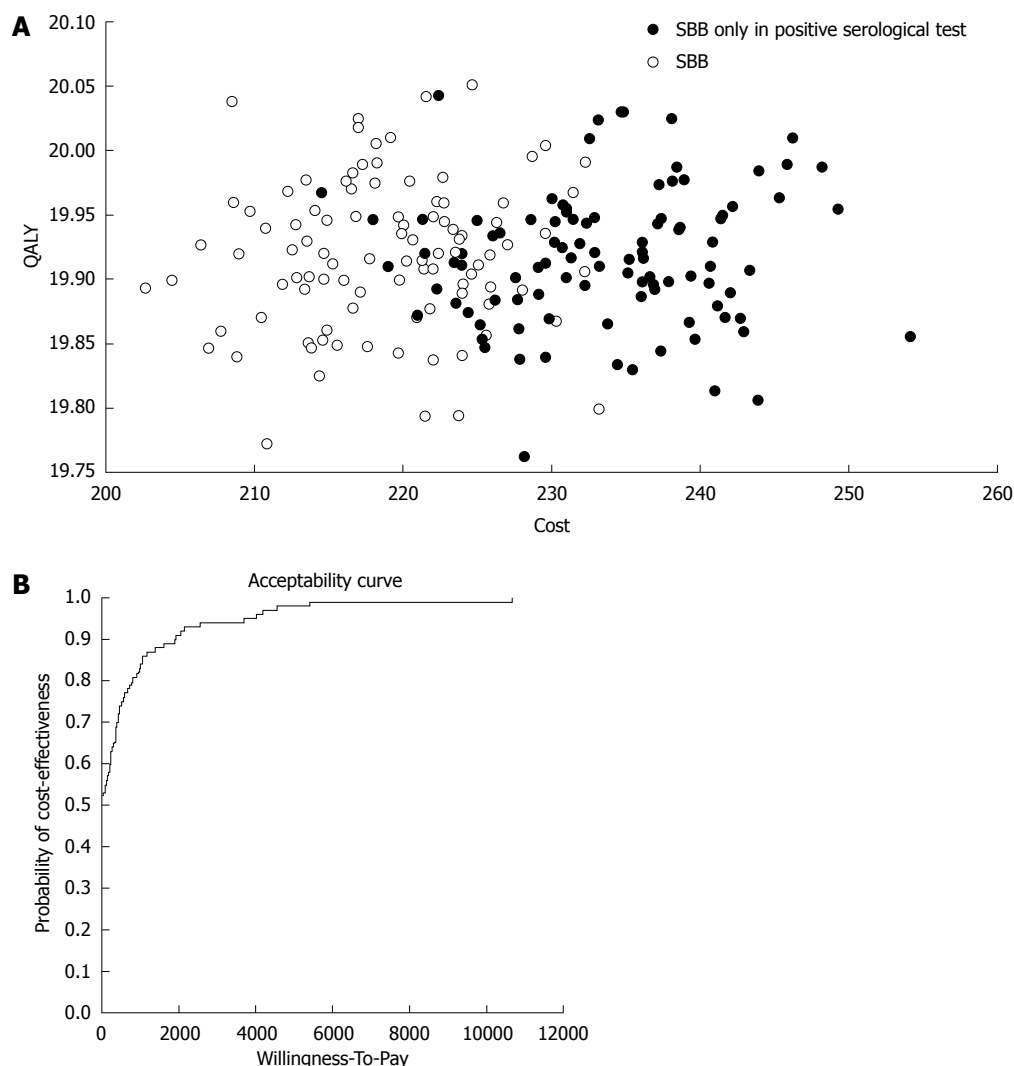 A
SBB only in positive serological test
SBB
20.10
20.05
20.00
19.95
19.90
19.85
19.80
19.75
QALY
200 210 220 230 240 250 260
Cost
B
Acceptability curve
1.0
0.9
0.8
0.7
0.6
0.5
0.4
0.3
0.2
0.1
0.0
Probability of cost-effectiveness
0 2000 4000 6000 8000 10000 12000
Willingness-To-Pay